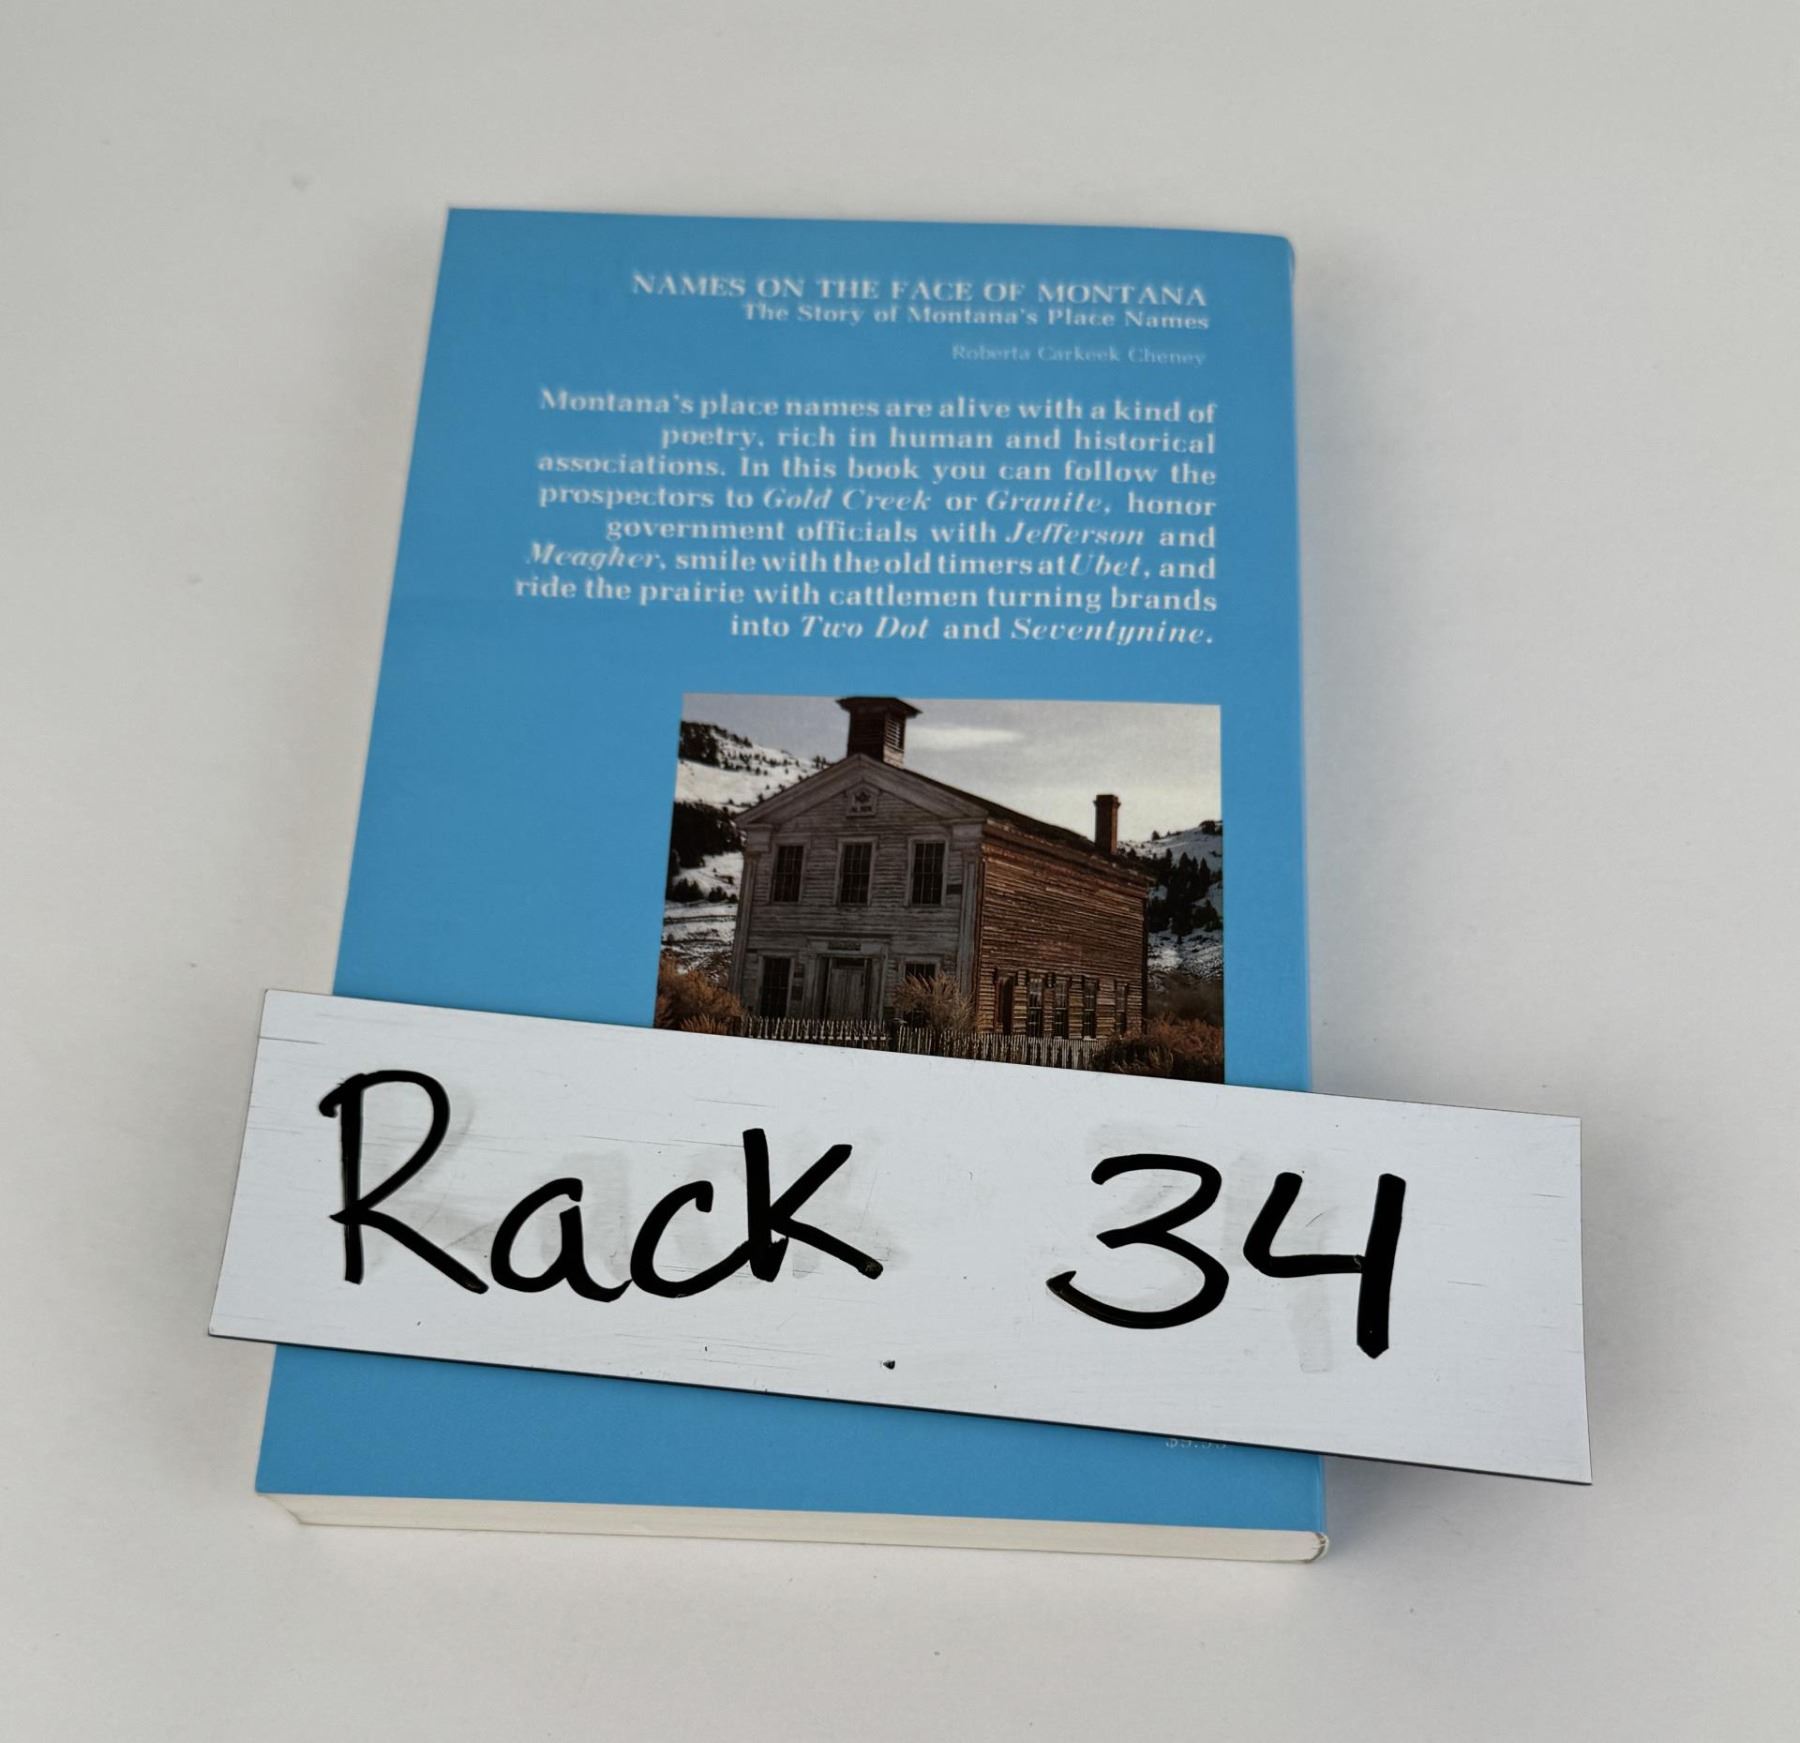 NAMES ON THE FACE OF MONTANA
The Story of Montana's Place Names
Roberta Carkeek Cheney
Montana's place names are alive with a kind of
poetry, rich in human and historical
associations. In this book you can follow the
prospectors to Gold Creek or Granite, honor
government officials with Jefferson and
Meagher, smile with the old timers at Ubet, and
ride the prairie with cattlemen turning brands
into Two Dot and Seventynine.
Rack 34